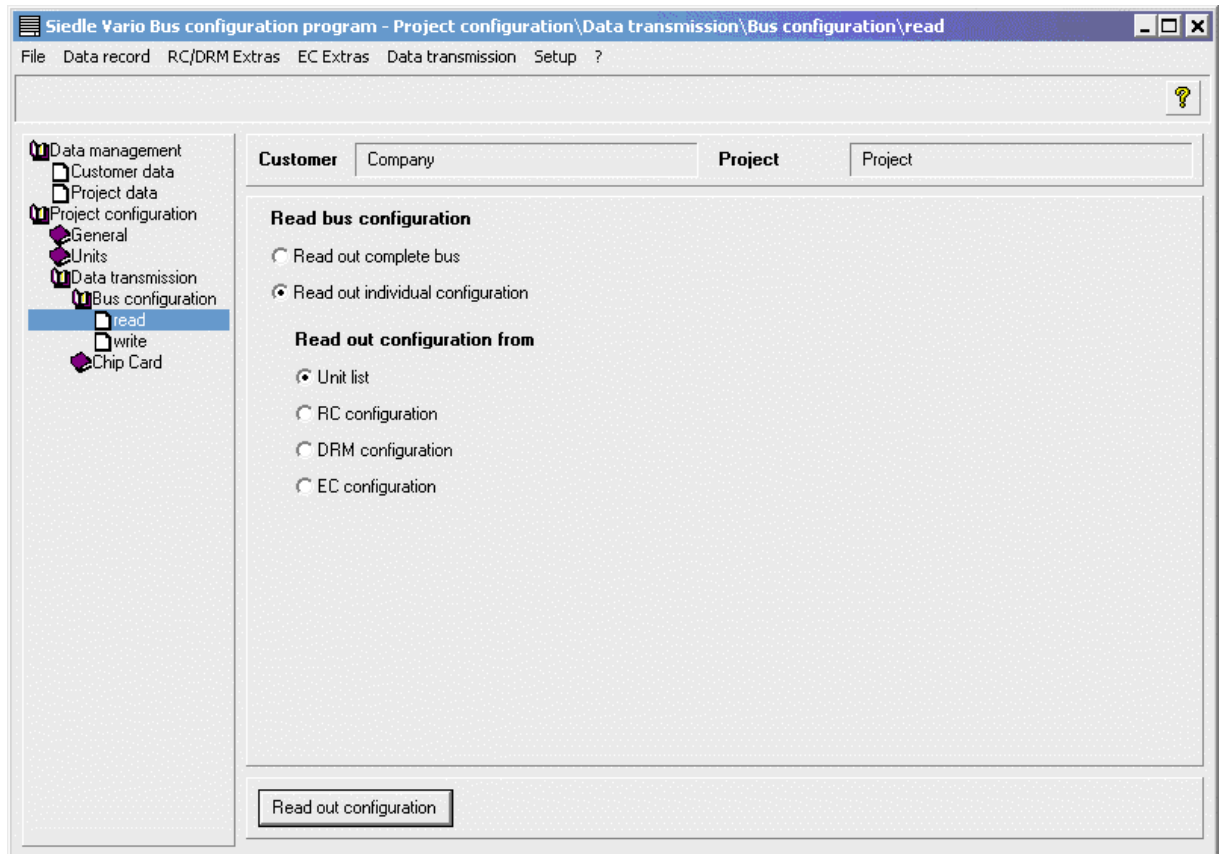 Siedle Vario Bus configuration program - Project configuration\Data transmission\Bus configuration\read
File Data record RC/DRM Extras EC Extras Data transmission Setup ?
Data management
Customer data
Project data
Project configuration
General
Units
Data transmission
Bus configuration
read
write
Chip Card
Customer Company Project Project
Read bus configuration
Read out complete bus
Read out individual configuration
Read out configuration from
Unit list
RC configuration
DRM configuration
EC configuration
Read out configuration